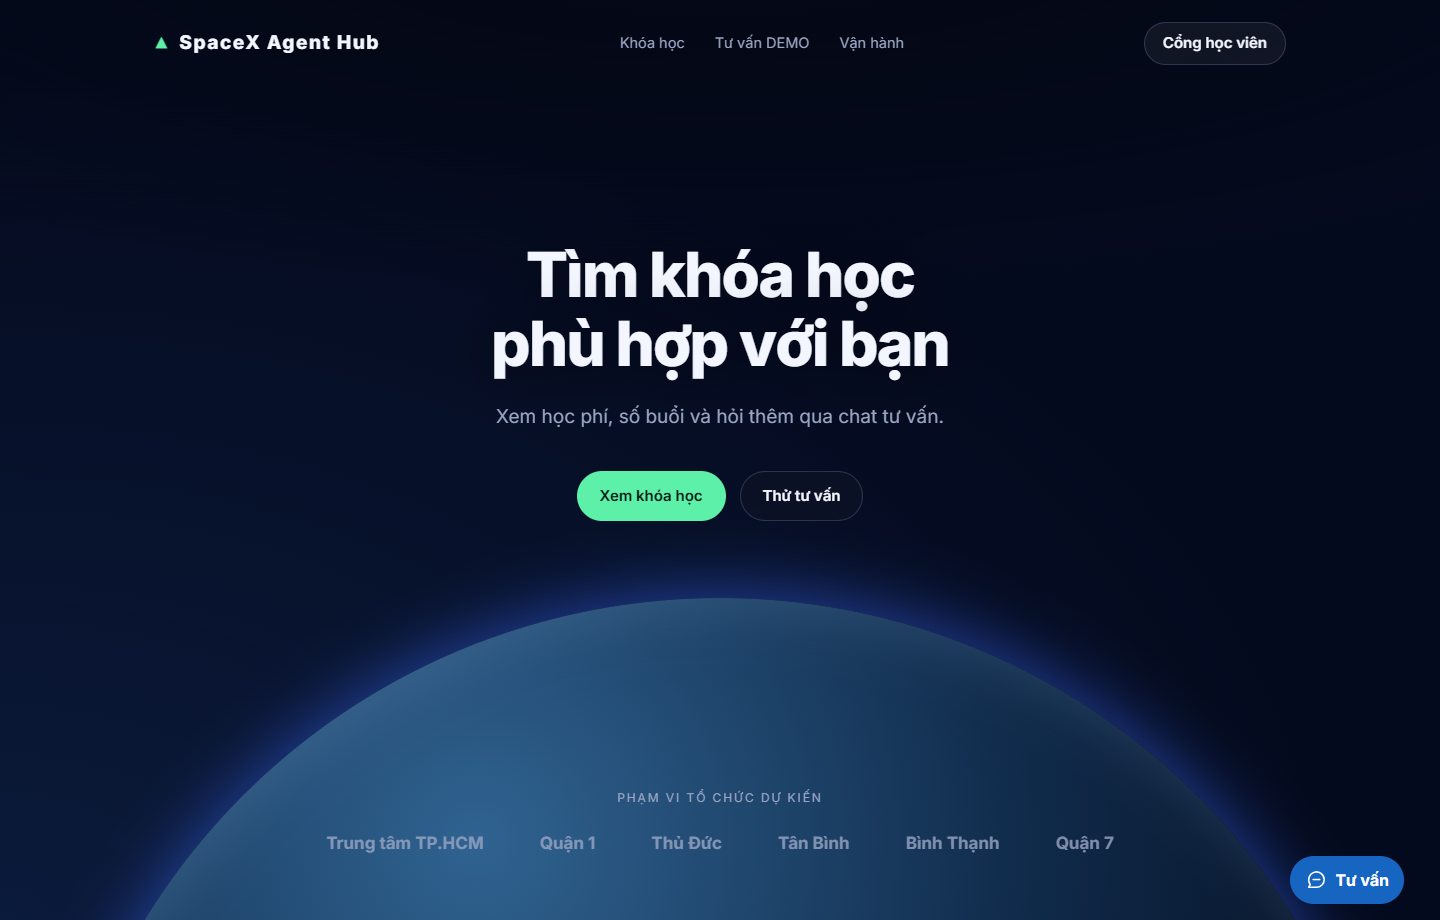 ▲ SpaceX Agent Hub
Khóa học
Tư vấn DEMO
Vận hành
Cổng học viên
Tìm khóa học
phù hợp với bạn
Xem học phí, số buổi và hỏi thêm qua chat tư vấn.
Xem khóa học
Thử tư vấn
PHẠM VI TỔ CHỨC DỰ KIẾN
Trung tâm TP.HCM
Quận 1
Thủ Đức
Tân Bình
Bình Thạnh
Quận 7
Tư vấn